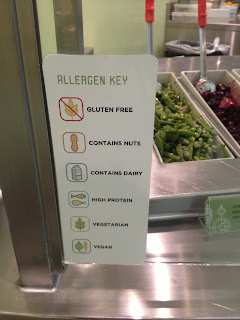 ALLERGEN KEY
GLUTEN FREE
CONTAINS NUTS
CONTAINS DAIRY
HIGH PROTEIN
VEGETARIAN
VEGAN